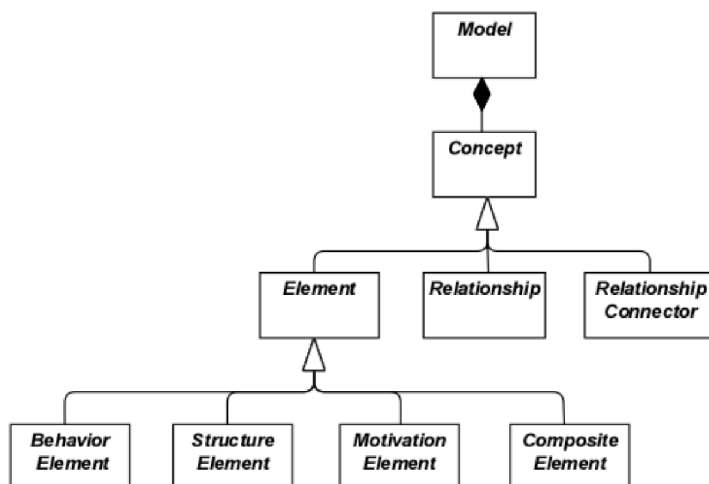 Model
Concept
Element
Relationship
Relationship
Connector
Behavior
Element
Structure
Element
Motivation
Element
Composite
Element